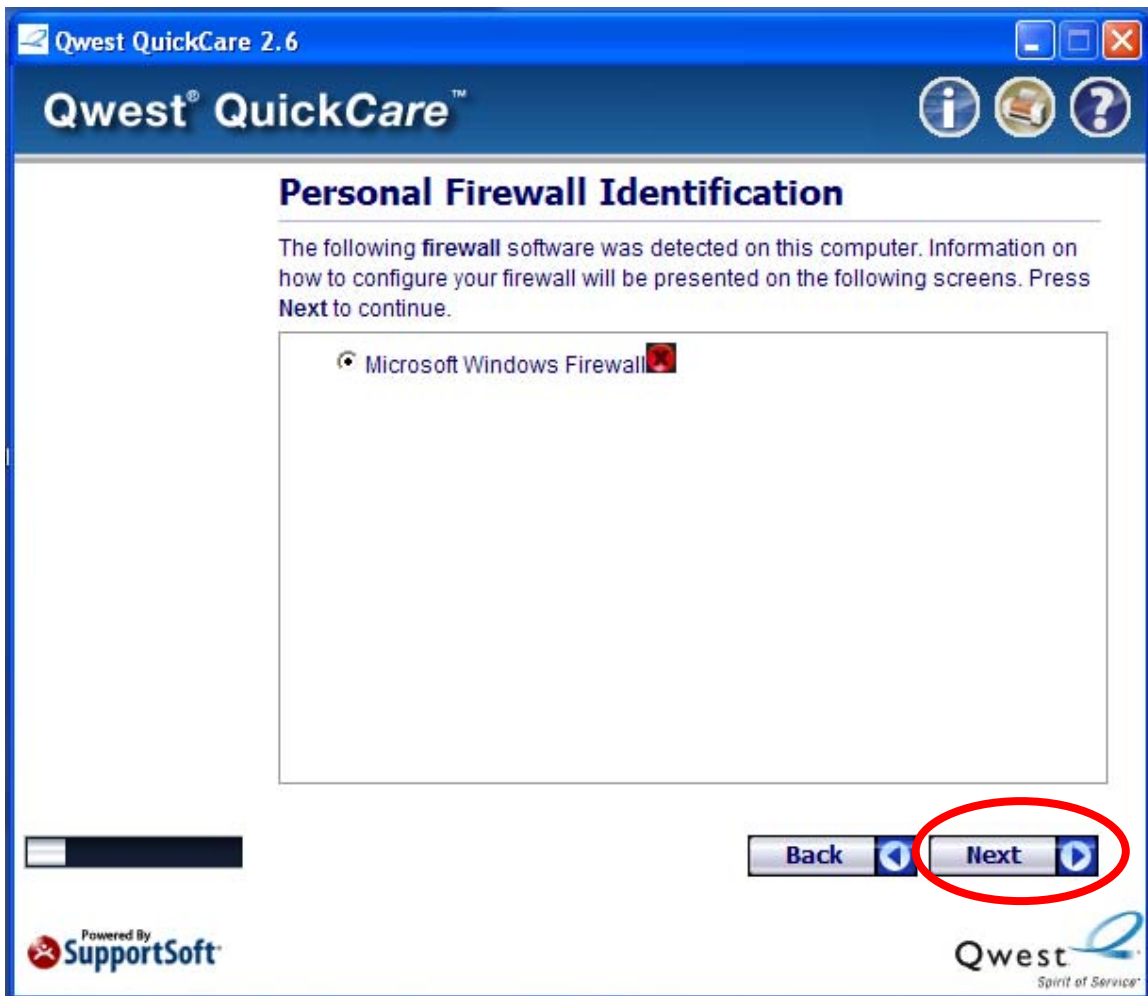 Qwest QuickCare 2.6
Qwest® QuickCare™
Personal Firewall Identification
The following firewall software was detected on this computer. Information on
how to configure your firewall will be presented on the following screens. Press
Next to continue.
Microsoft Windows Firewall
Back
Next
Powered By
SupportSoft
Qwest
Spirit of Service